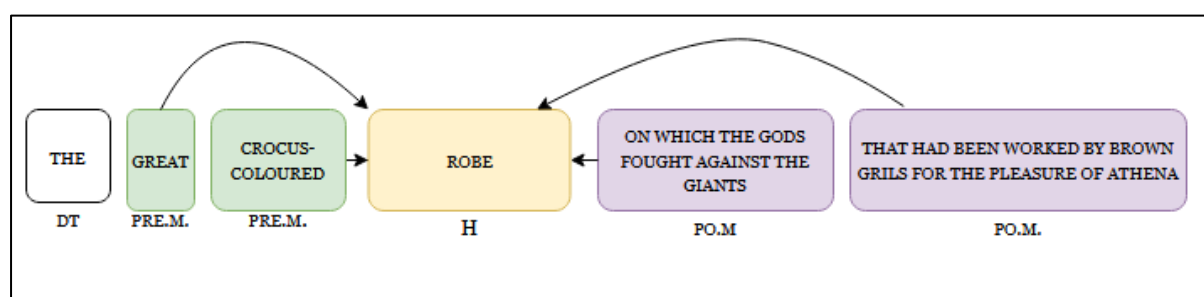 THE
GREAT
CROCUS-
COLOURED
ROBE
ON WHICH THE GODS
FOUGHT AGAINST THE
GIANTS
THAT HAD BEEN WORKED BY BROWN
GRILS FOR THE PLEASURE OF ATHENA
DT
PRE.M.
PRE.M.
H
PO.M
PO.M.